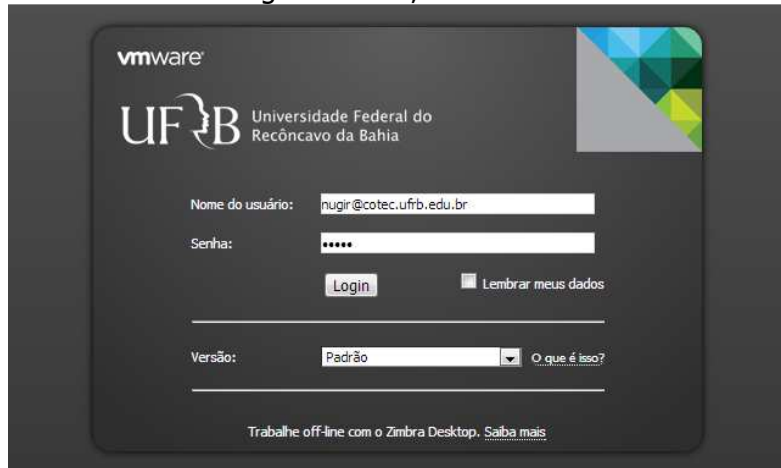 vmware
UFRB Universidade Federal do
Recôncavo da Bahia
Nome do usuário: nugir@cotec.ufrb.edu.br
Senha: •••••
Login Lembrar meus dados
Versão: Padrão O que é isso?
Trabalhe off-line com o Zimbra Desktop. Saiba mais